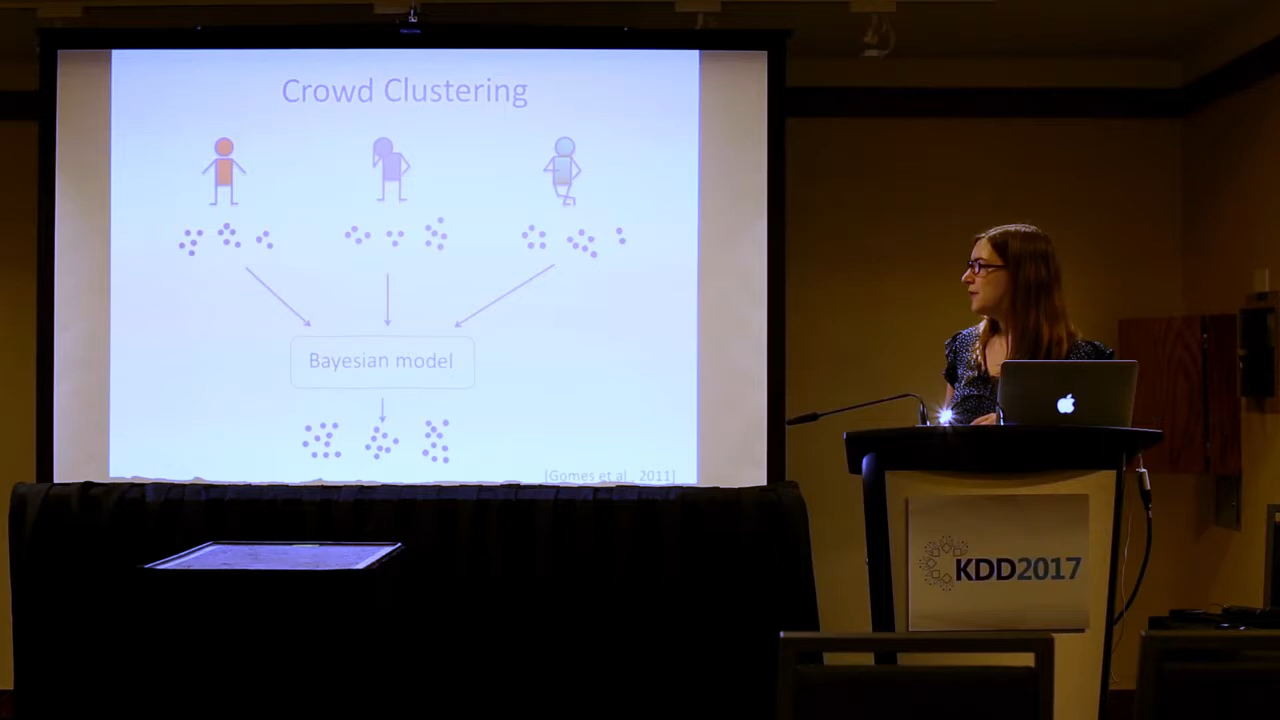 Crowd Clustering
Bayesian model
[Gomes et al., 2011]
KDD2017